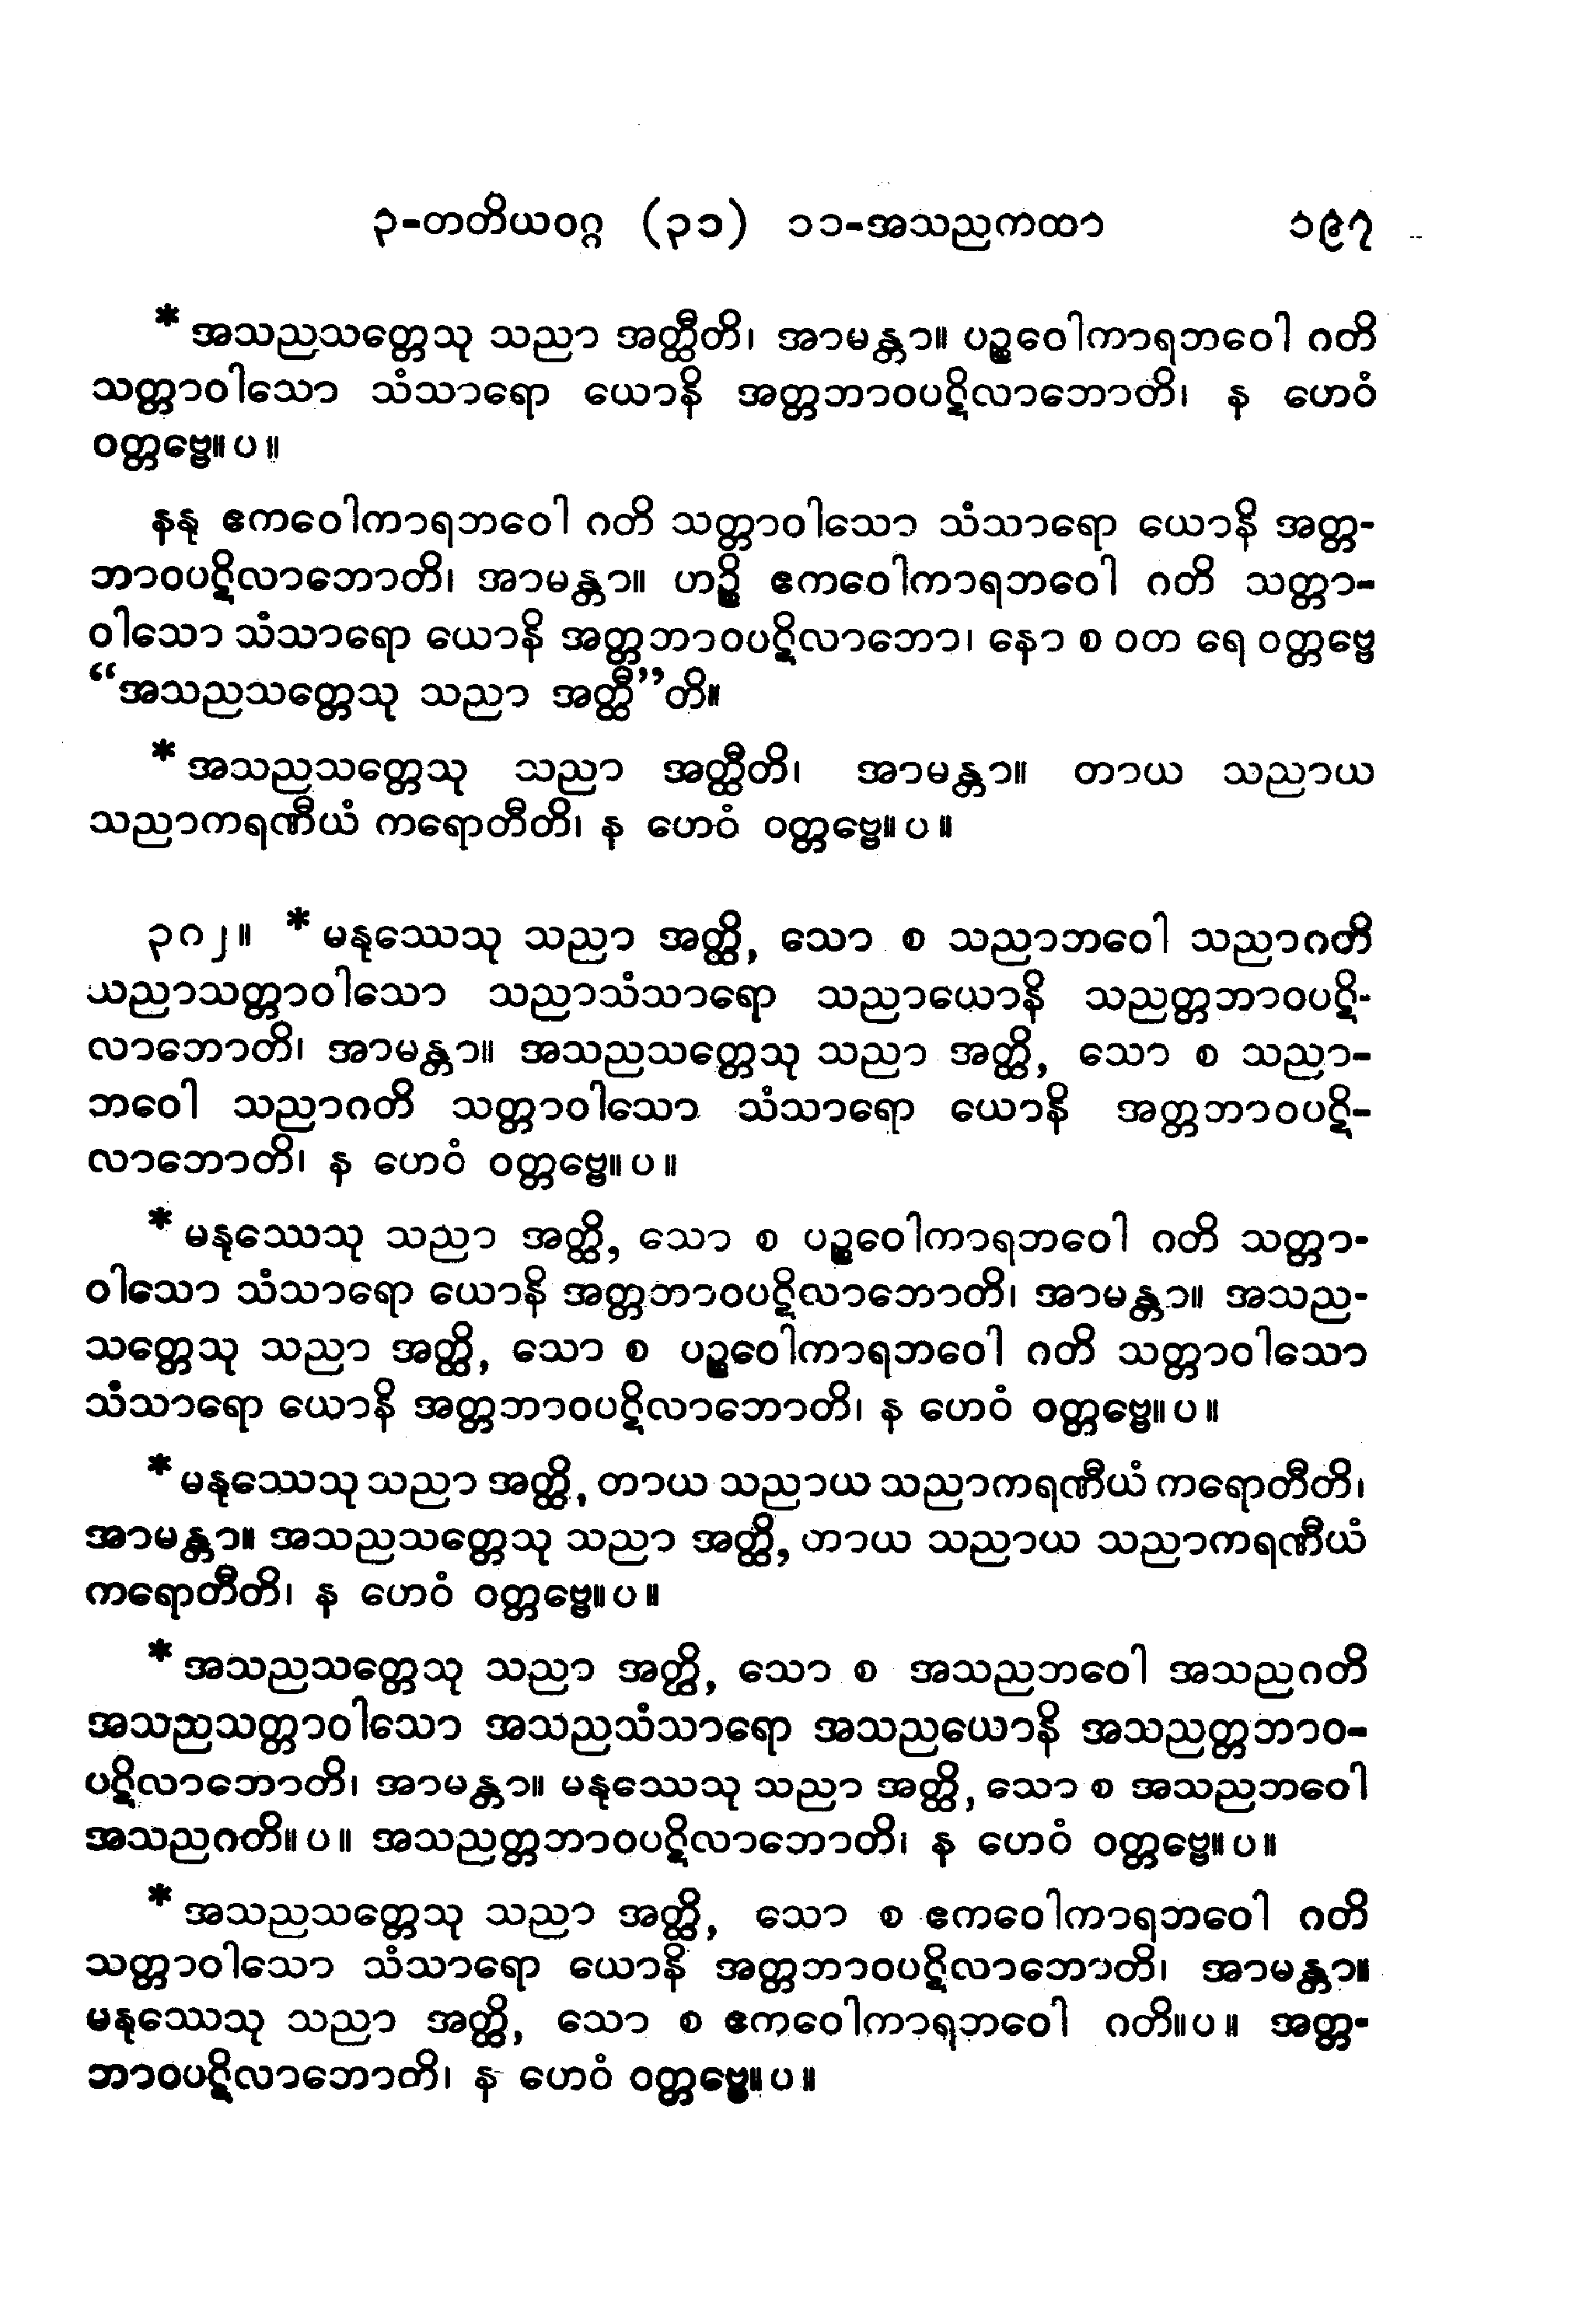 ၃-တတိယဝဂ္ဂ (၃၁) ၁၁-အသညကထာ ၁၉၇
* အသညသတ္တေသု သညာ အတ္ထီတိ၊ အာမန္တာ။ ပဉ္စဝေါကာရဘဝေါ ဂတိ
သတ္တာဝါသော သံသာရော ယောနိ အတ္တဘာဝပဋိလာဘောတိ၊ န ဟေဝံ
ဝတ္တဗ္ဗေ။ပ။
နနု ဧကဝေါကာရဘဝေါ ဂတိ သတ္တာဝါသော သံသာရော ယောနိ အတ္တ-
ဘာဝပဋိလာဘောတိ၊ အာမန္တာ။ ဟဉ္စိ ဧကဝေါကာရဘဝေါ ဂတိ သတ္တာ-
ဝါသော သံသာရော ယောနိ အတ္တဘာဝပဋိလာဘော၊ နော စ ဝတ ရေ ဝတ္တဗ္ဗေ
“အသညသတ္တေသု သညာ အတ္ထီ”တိ။
* အသညသတ္တေသု သညာ အတ္ထီတိ၊ အာမန္တာ။ တာယ သညာယ
သညာကရဏီယံ ကရောတီတိ၊ န ဟေဝံ ဝတ္တဗ္ဗေ။ပ။
၃၈၂။ * မနုဿေသု သညာ အတ္ထိ, သော စ သညာဘဝေါ သညာဂတိ
သညာသတ္တာဝါသော သညာသံသာရော သညာယောနိ သညတ္တဘာဝပဋိ-
လာဘောတိ၊ အာမန္တာ။ အသညသတ္တေသု သညာ အတ္ထိ, သော စ သညာ-
ဘဝေါ သညာဂတိ သတ္တာဝါသော သံသာရော ယောနိ အတ္တဘာဝပဋိ-
လာဘောတိ၊ န ဟေဝံ ဝတ္တဗ္ဗေ။ပ။
* မနုဿေသု သညာ အတ္ထိ, သော စ ပဉ္စဝေါကာရဘဝေါ ဂတိ သတ္တာ-
ဝါသော သံသာရော ယောနိ အတ္တဘာဝပဋိလာဘောတိ၊ အာမန္တာ။ အသည-
သတ္တေသု သညာ အတ္ထိ, သော စ ပဉ္စဝေါကာရဘဝေါ ဂတိ သတ္တာဝါသော
သံသာရော ယောနိ အတ္တဘာဝပဋိလာဘောတိ၊ န ဟေဝံ ဝတ္တဗ္ဗေ။ပ။
* မနုဿေသု သညာ အတ္ထိ, တာယ သညာယ သညာကရဏီယံ ကရောတီတိ၊
အာမန္တာ။ အသညသတ္တေသု သညာ အတ္ထိ, တာယ သညာယ သညာကရဏီယံ
ကရောတီတိ၊ န ဟေဝံ ဝတ္တဗ္ဗေ။ပ။
* အသညသတ္တေသု သညာ အတ္ထိ, သော စ အသညဘဝေါ အသညဂတိ
အသညသတ္တာဝါသော အသညသံသာရော အသညယောနိ အသညတ္တဘာဝ-
ပဋိလာဘောတိ၊ အာမန္တာ။ မနုဿေသု သညာ အတ္ထိ, သော စ အသညဘဝေါ
အသညဂတိ။ပ။ အသညတ္တဘာဝပဋိလာဘောတိ၊ န ဟေဝံ ဝတ္တဗ္ဗေ။ပ။
* အသညသတ္တေသု သညာ အတ္ထိ, သော စ ဧကဝေါကာရဘဝေါ ဂတိ
သတ္တာဝါသော သံသာရော ယောနိ အတ္တဘာဝပဋိလာဘောတိ၊ အာမန္တာ။
မနုဿေသု သညာ အတ္ထိ, သော စ ဧကဝေါကာရဘဝေါ ဂတိ။ပ။ အတ္တ-
ဘာဝပဋိလာဘောတိ၊ န ဟေဝံ ဝတ္တဗ္ဗေ။ပ။